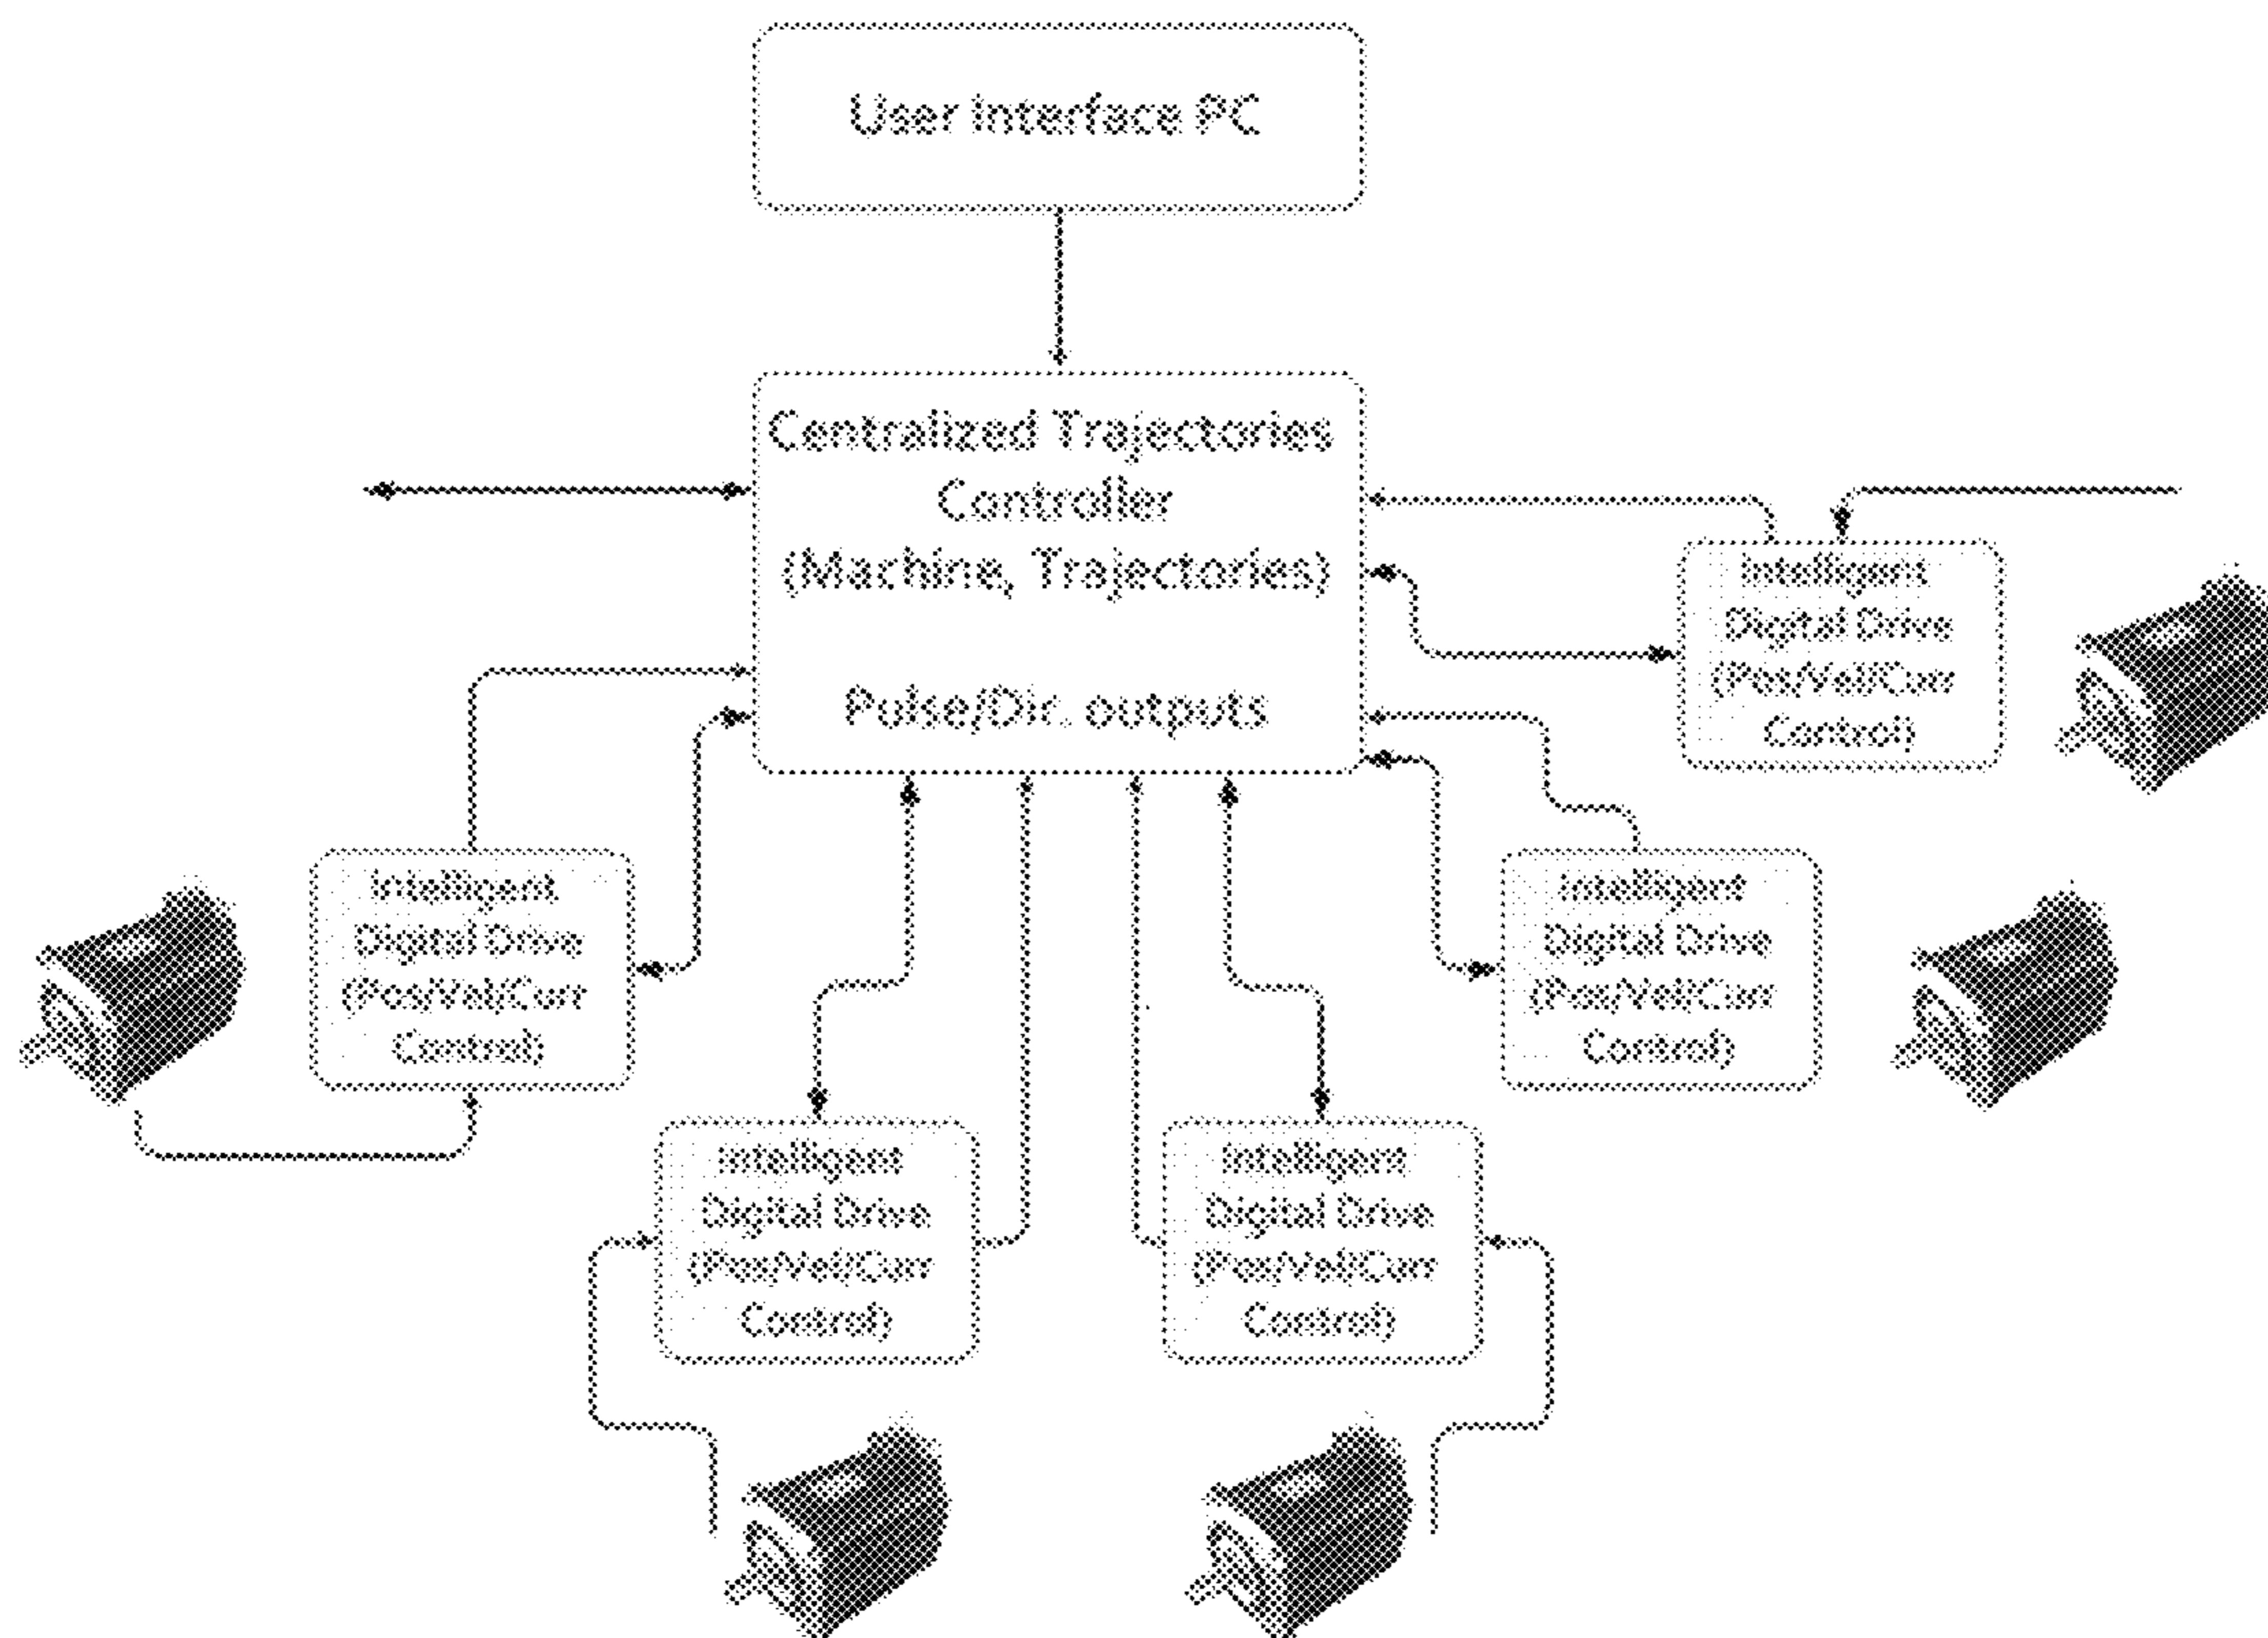 User Interface PC
Centralized Trajectories
Controller
(Machine, Trajectories)
Pulse/Dir. outputs
Intelligent
Digital Drive
(Pos/Vel/Curr
Control)
Intelligent
Digital Drive
(Pos/Vel/Curr
Control)
Intelligent
Digital Drive
(Pos/Vel/Curr
Control)
Intelligent
Digital Drive
(Pos/Vel/Curr
Control)
Intelligent
Digital Drive
(Pos/Vel/Curr
Control)